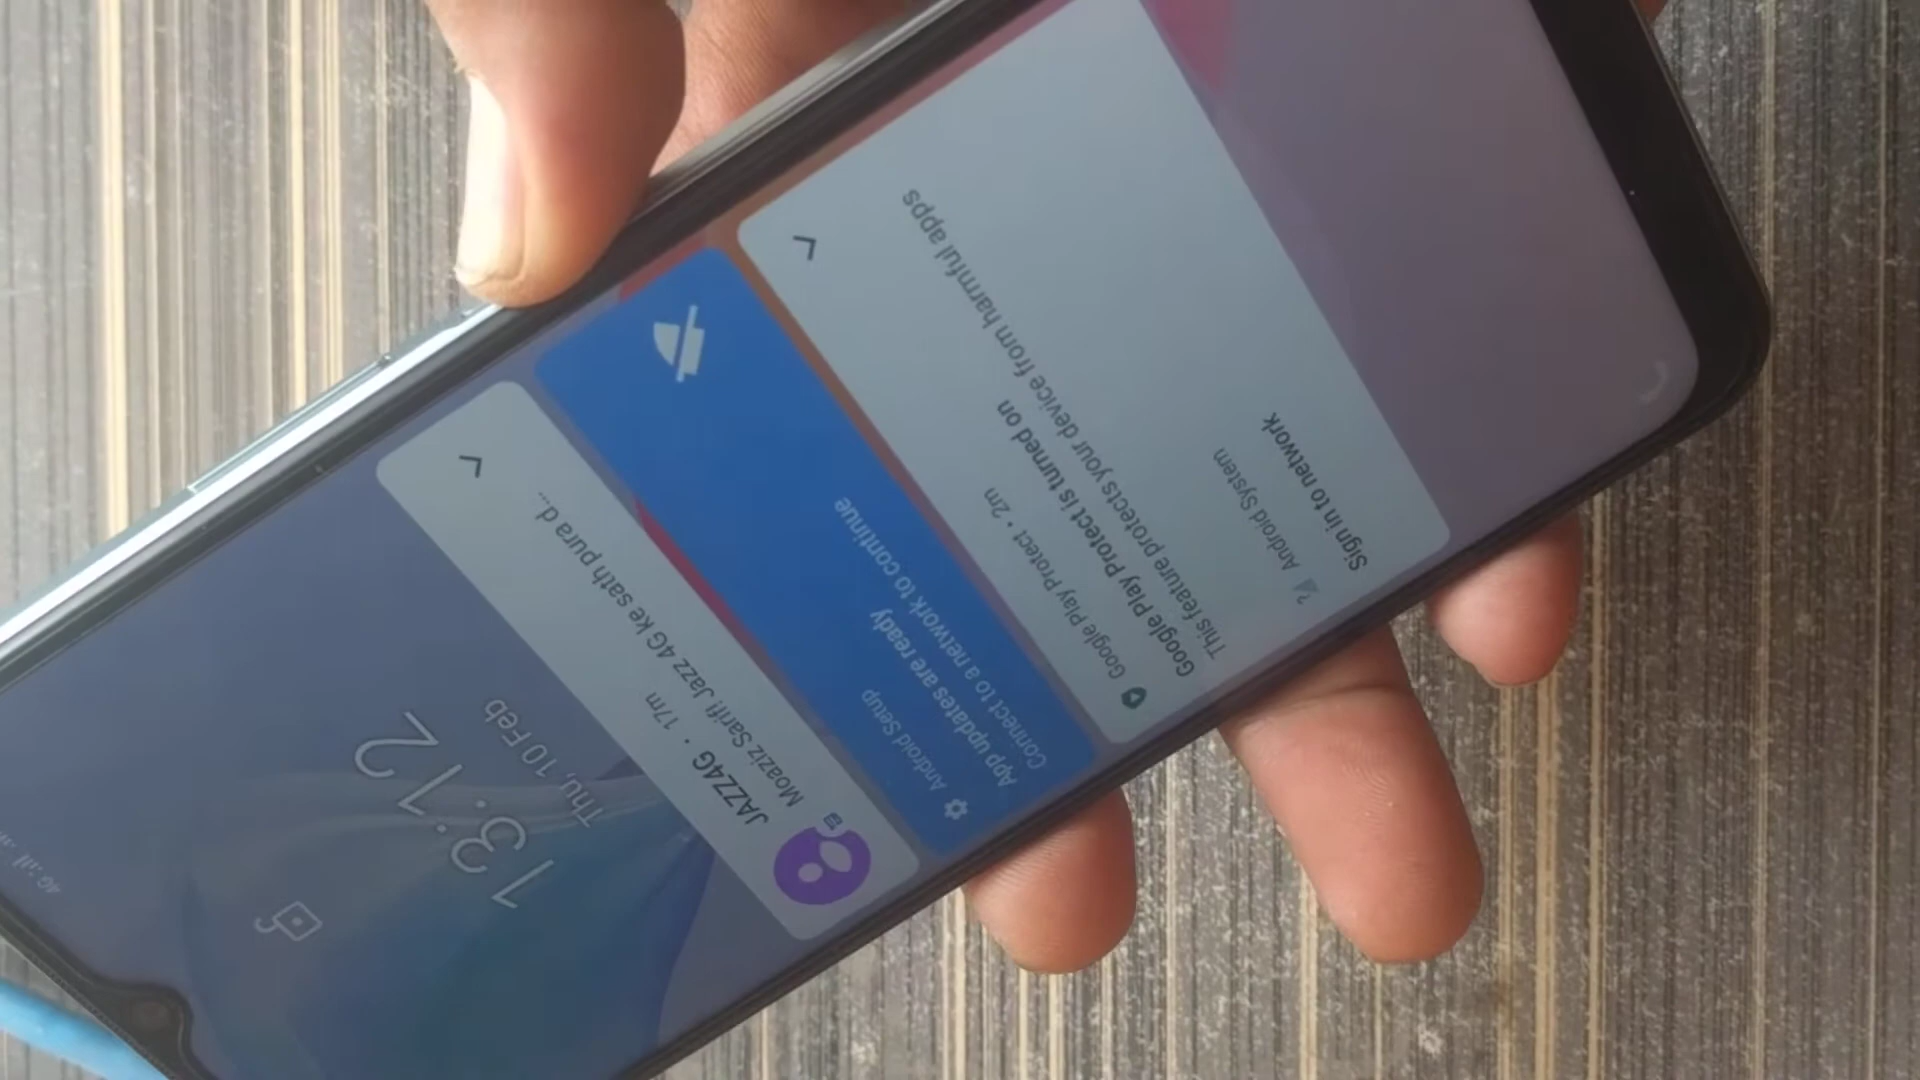 4G
13:12
Thu, 10 Feb
JAZZ4G • 17m
Moaziz Sarif! Jazz 4G ke sath pura d...
Android Setup
App updates are ready
Connect to a network to continue
Google Play Protect • 2m
Google Play Protect is turned on
This feature protects your device from harmful apps
Android System
Sign in to network